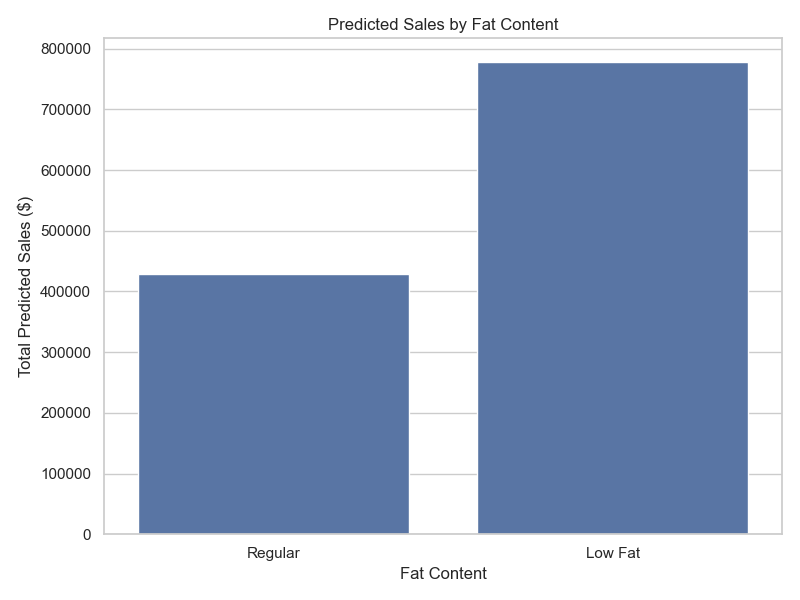 Predicted Sales by Fat Content
Total Predicted Sales ($)
800000
700000
600000
500000
400000
300000
200000
100000
0
Regular
Low Fat
Fat Content